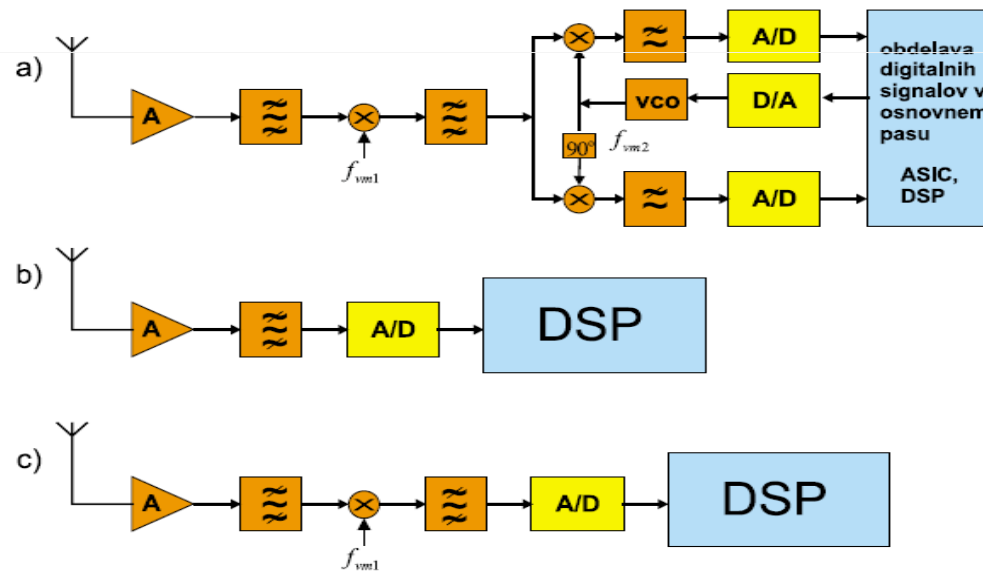 a)
A
f_vm1
90°
f_vm2
A/D
vco
D/A
A/D
obdelava
digitalnih
signalov v
osnovnem
pasu
ASIC,
DSP
b)
A
A/D
DSP
c)
A
f_vm1
A/D
DSP